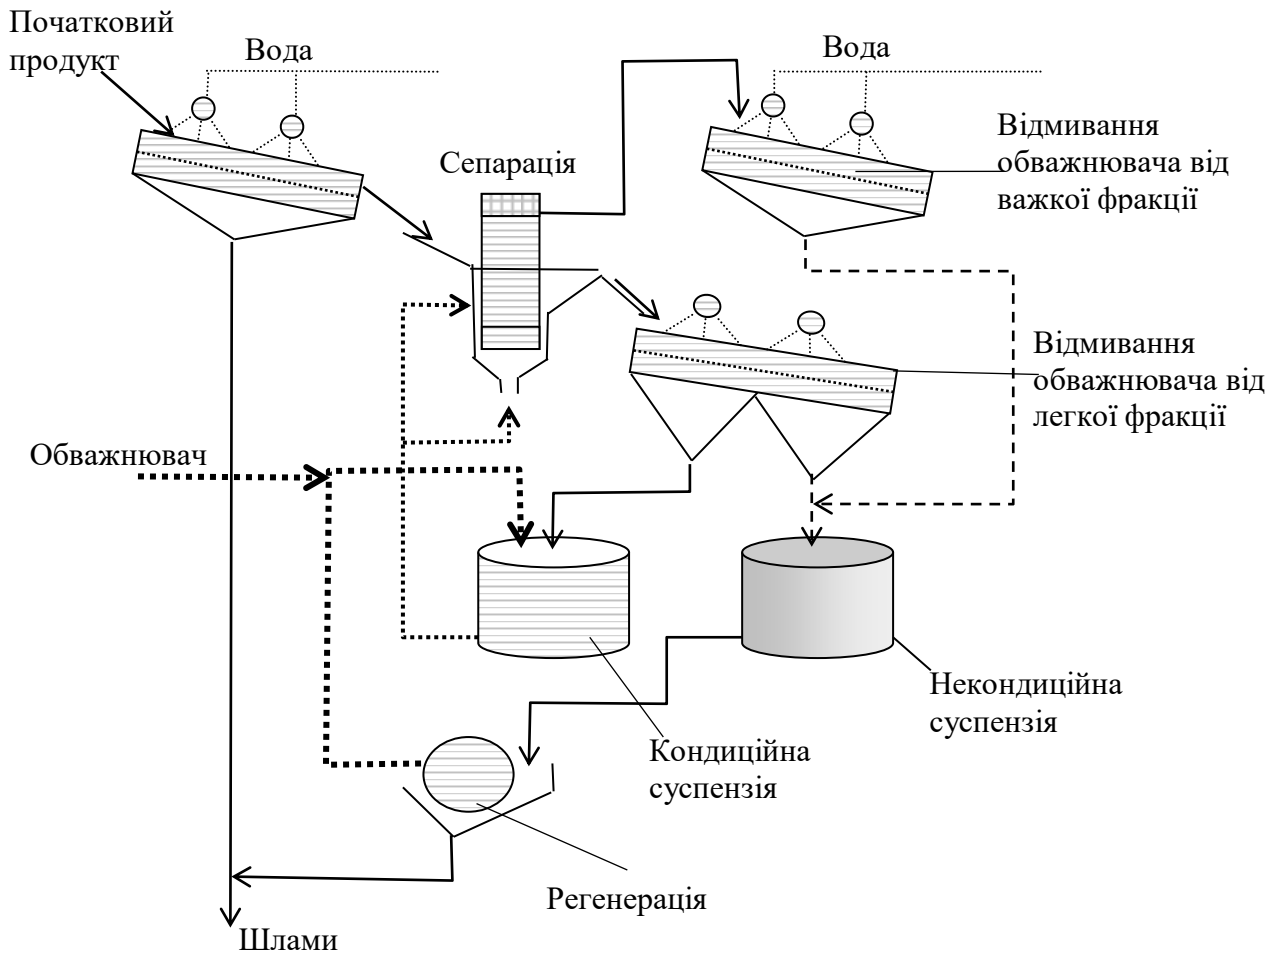 Початковий
продукт
Вода
Вода
Сепарація
Відмивання
обважнювача від
важкої фракції
Відмивання
обважнювача від
легкої фракції
Обважнювач
Некондиційна
суспензія
Кондиційна
суспензія
Регенерація
Шлами